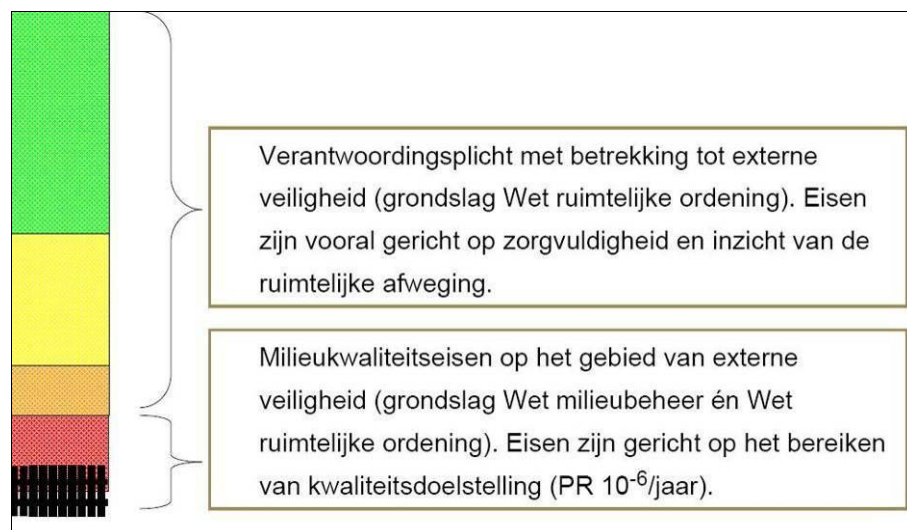 Verantwoordingsplicht met betrekking tot externe
veiligheid (grondslag Wet ruimtelijke ordening). Eisen
zijn vooral gericht op zorgvuldigheid en inzicht van de
ruimtelijke afweging.
Milieukwaliteitseisen op het gebied van externe
veiligheid (grondslag Wet milieubeheer én Wet
ruimtelijke ordening). Eisen zijn gericht op het bereiken
van kwaliteitsdoelstelling (PR 10⁻⁶/jaar).